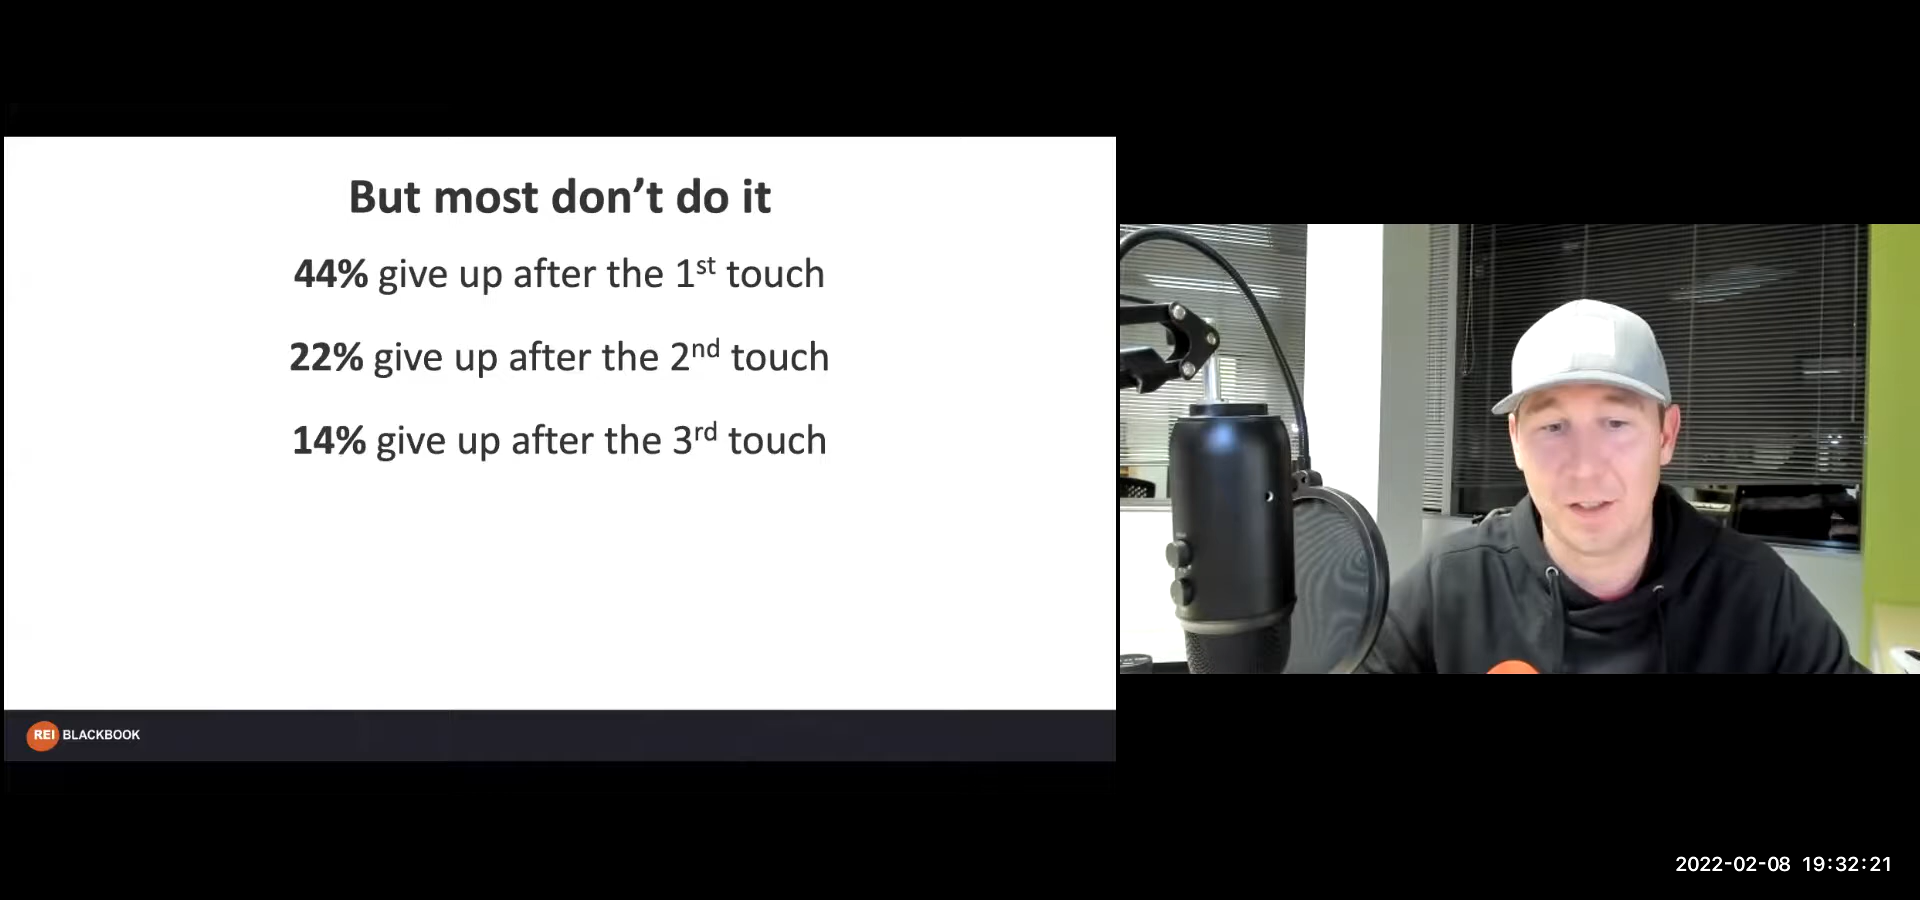 But most don’t do it
44% give up after the 1st touch
22% give up after the 2nd touch
14% give up after the 3rd touch
REI BLACKBOOK
2022-02-08 19:32:21